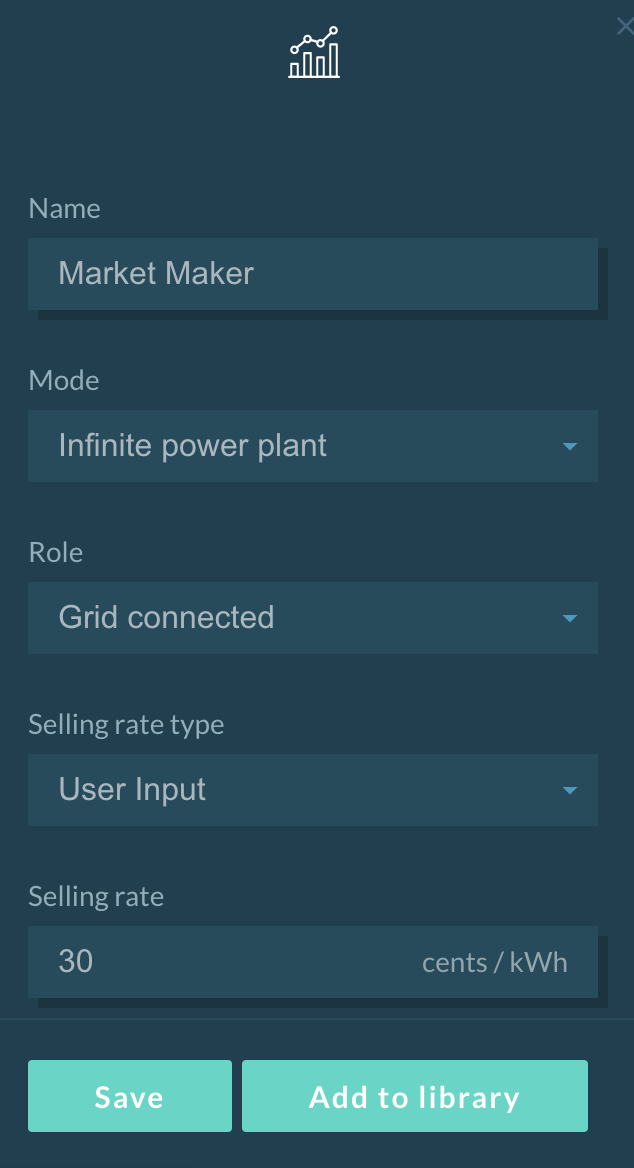 Name
Market Maker
Mode
Infinite power plant
Role
Grid connected
Selling rate type
User Input
Selling rate
30 cents / kWh
Save Add to library